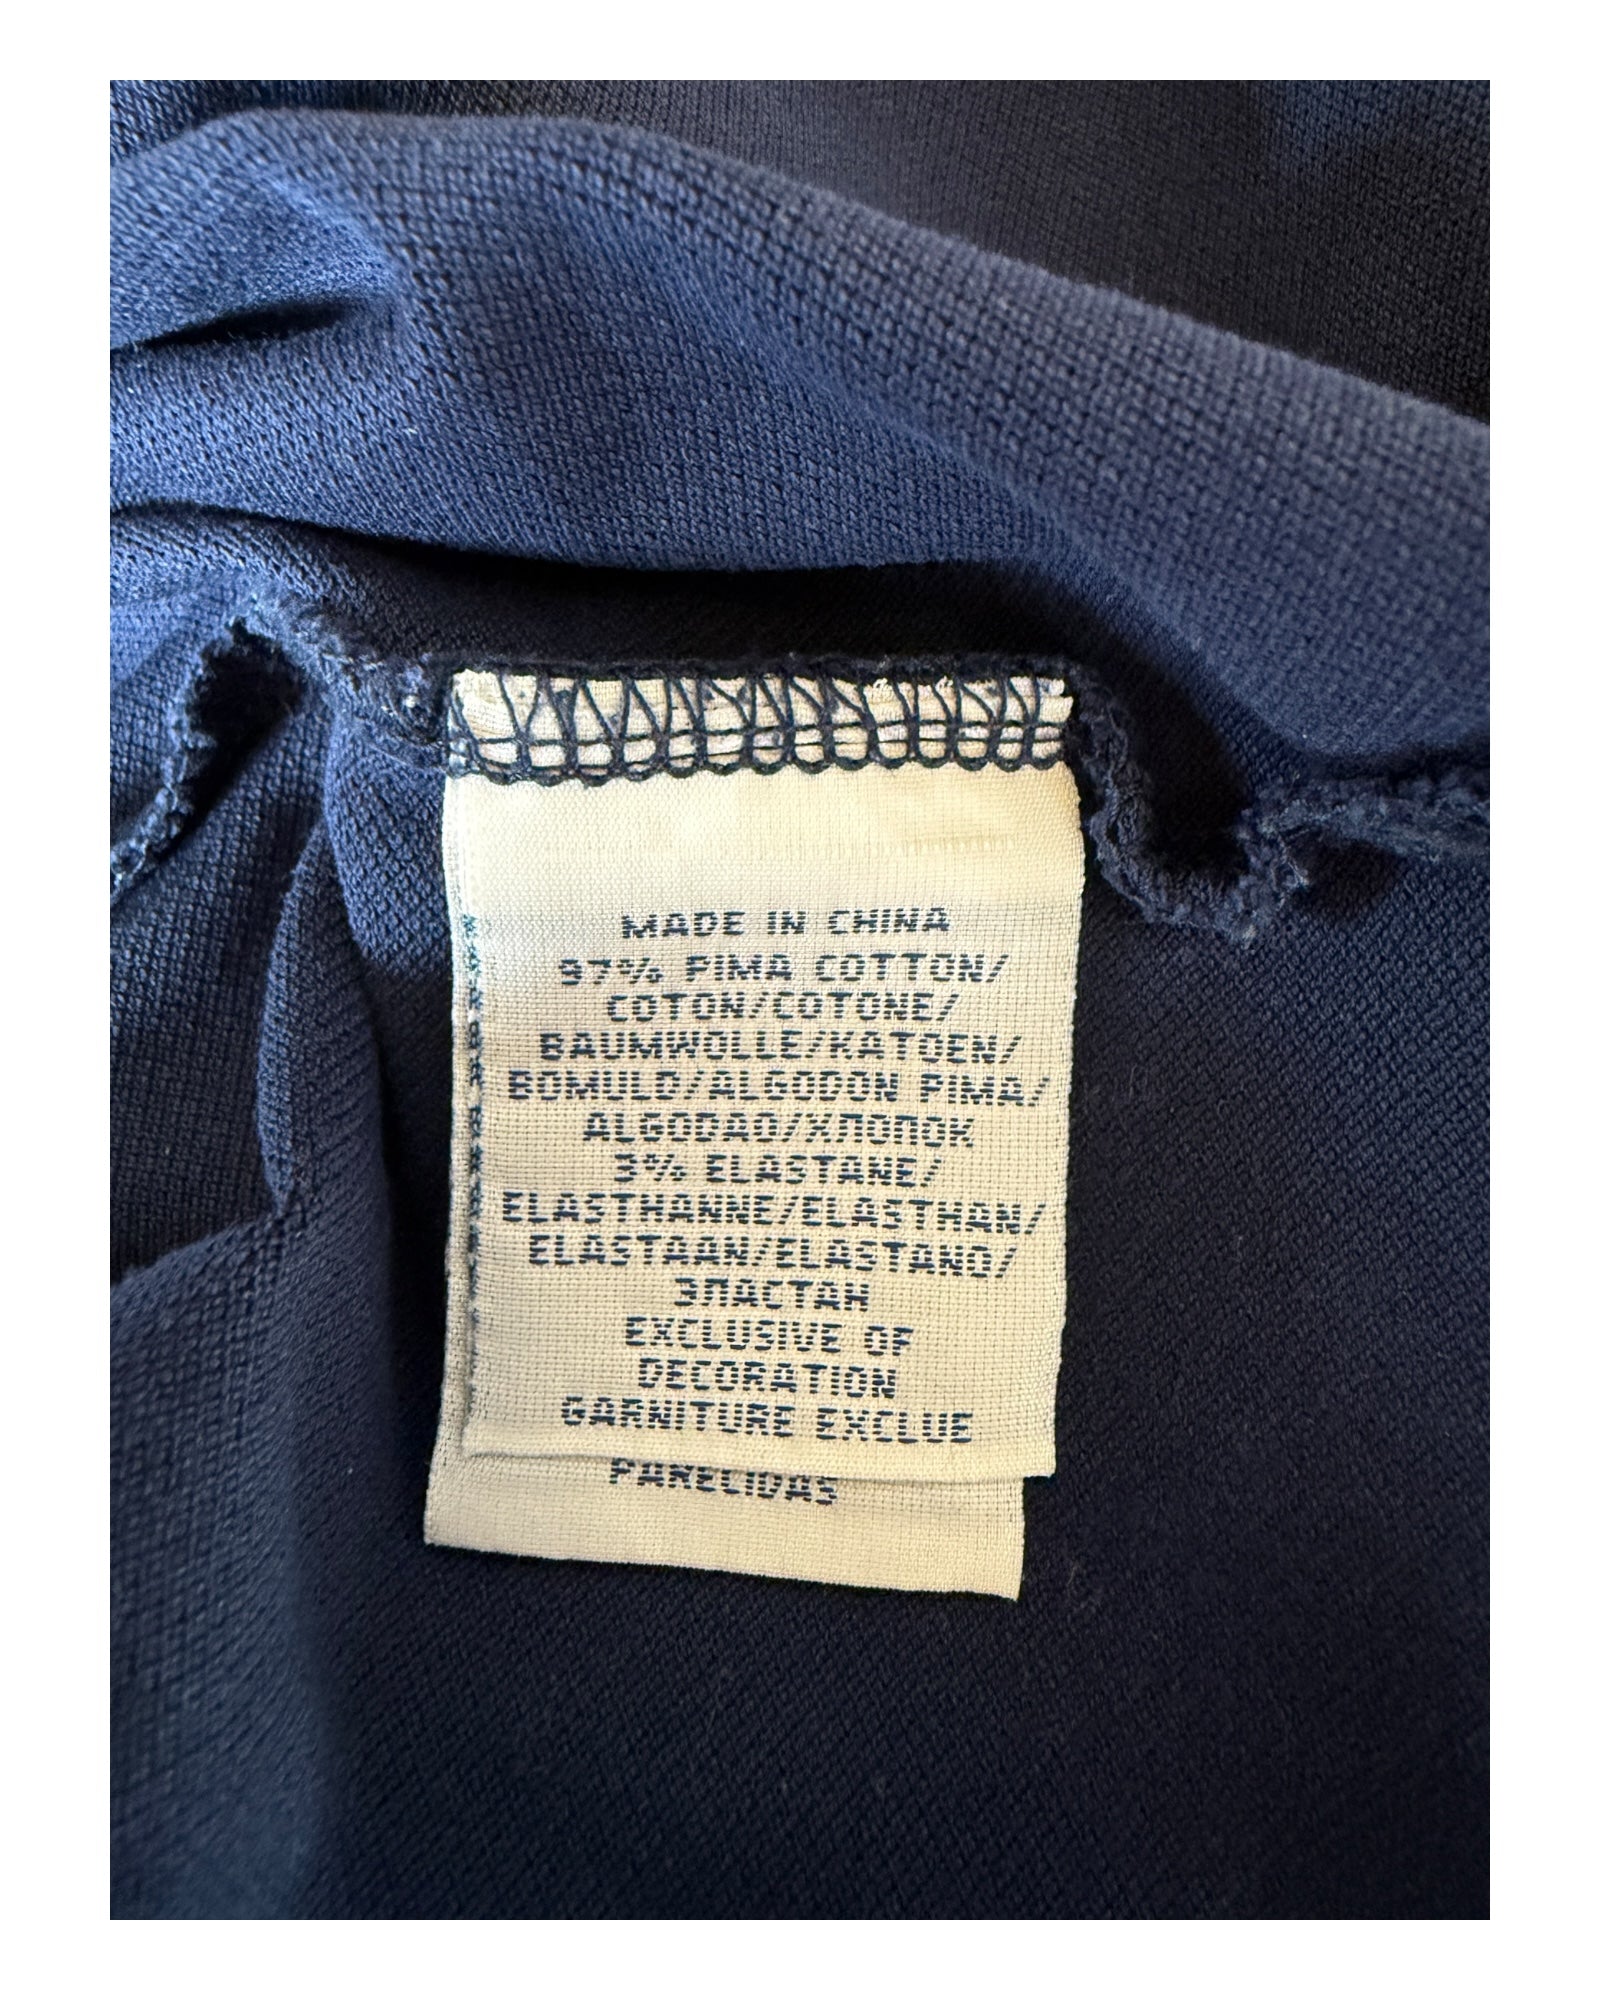 MADE IN CHINA
97% PIMA COTTON/
COTON/COTONE/
BAUMWOLLE/KATOEN/
BOMULD/ALGODON PIMA/
ALGODAO/ХЛОПОК
3% ELASTANE/
ELASTHANNE/ELASTHAN/
ELASTAAN/ELASTANO/
ЭЛАСТАН
EXCLUSIVE OF
DECORATION
GARNITURE EXCLUE
PARECIDAS